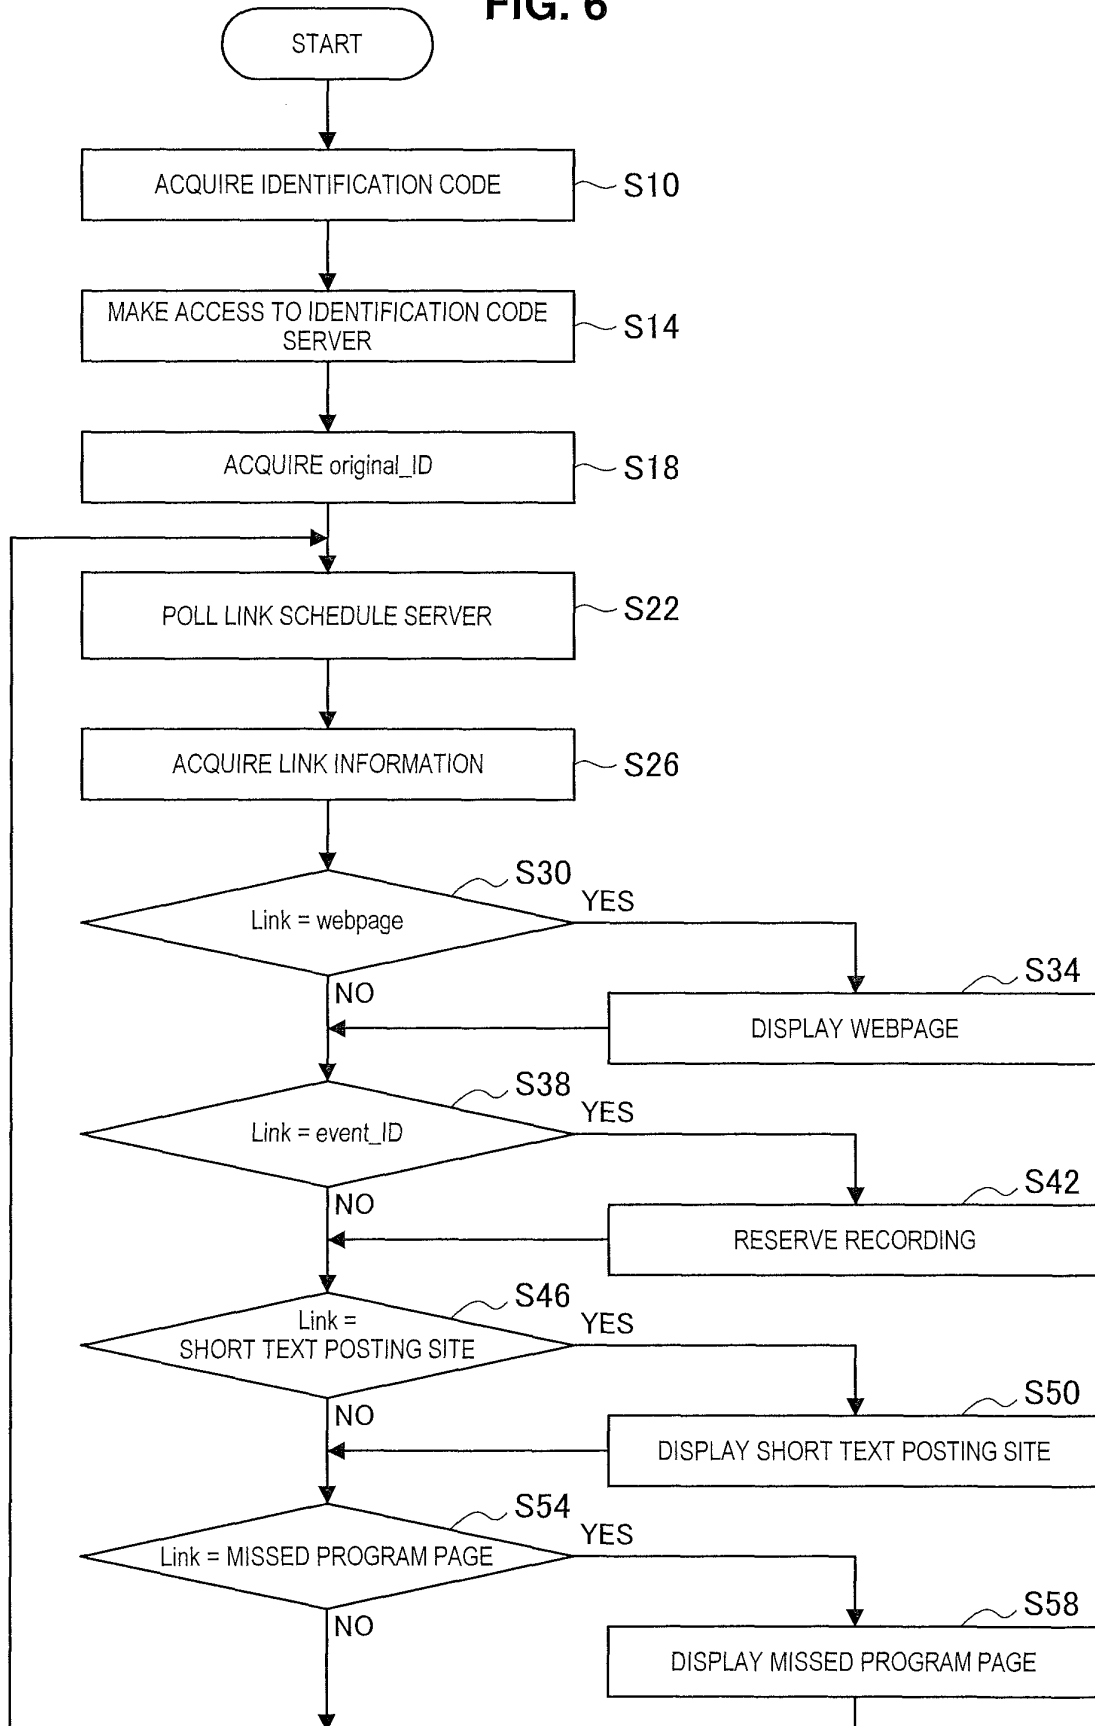 FIG. 6
START
ACQUIRE IDENTIFICATION CODE
S10
MAKE ACCESS TO IDENTIFICATION CODE
SERVER
S14
ACQUIRE original_ID
S18
POLL LINK SCHEDULE SERVER
S22
ACQUIRE LINK INFORMATION
S26
S30
Link = webpage
YES
NO
S34
DISPLAY WEBPAGE
S38
Link = event_ID
YES
NO
S42
RESERVE RECORDING
S46
Link =
SHORT TEXT POSTING SITE
YES
NO
S50
DISPLAY SHORT TEXT POSTING SITE
S54
Link = MISSED PROGRAM PAGE
YES
NO
S58
DISPLAY MISSED PROGRAM PAGE